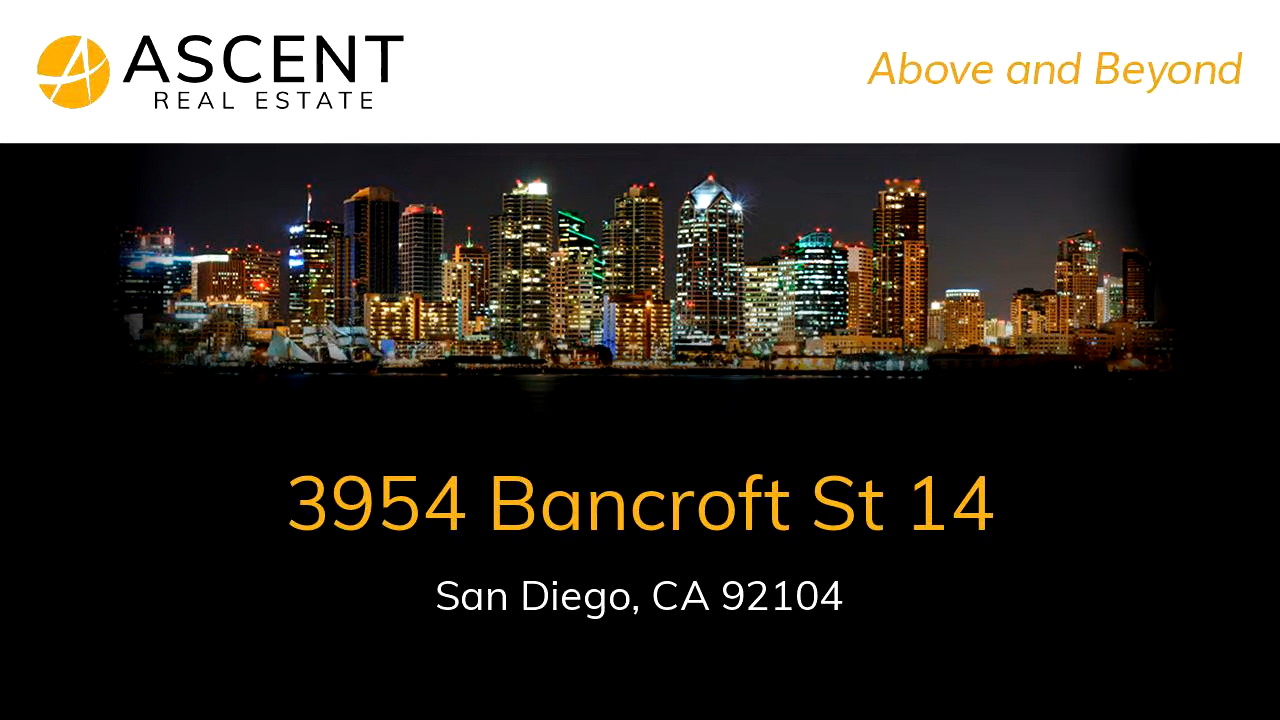 ASCENT
REAL ESTATE
Above and Beyond
3954 Bancroft St 14
San Diego, CA 92104